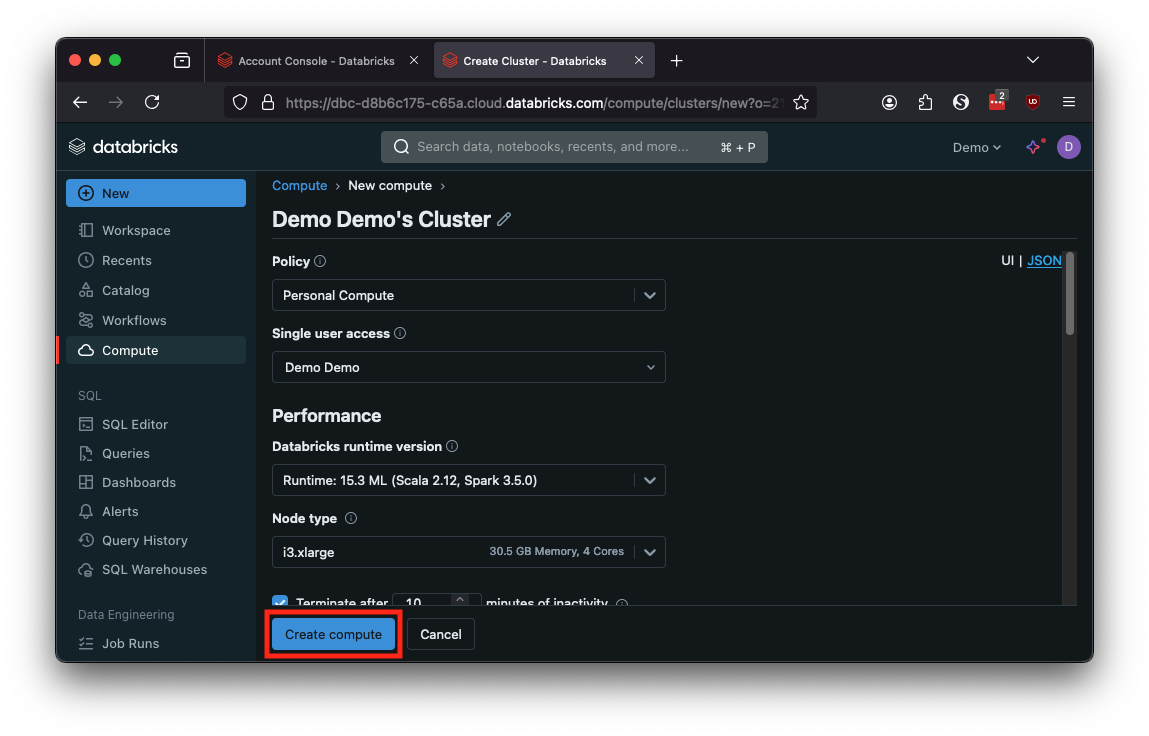 Account Console - Databricks
Create Cluster - Databricks
https://dbc-d8b6c175-c65a.cloud.databricks.com/compute/clusters/new?o=2
2
UD
databricks
Search data, notebooks, recents, and more... ⌘ + P
Demo
D
New
Workspace
Recents
Catalog
Workflows
Compute
SQL
SQL Editor
Queries
Dashboards
Alerts
Query History
SQL Warehouses
Data Engineering
Job Runs
Compute › New compute ›
Demo Demo's Cluster
Policy
UI | JSON
Personal Compute
Single user access
Demo Demo
Performance
Databricks runtime version
Runtime: 15.3 ML (Scala 2.12, Spark 3.5.0)
Node type
i3.xlarge 30.5 GB Memory, 4 Cores
Terminate after 10 minutes of inactivity
Create compute Cancel